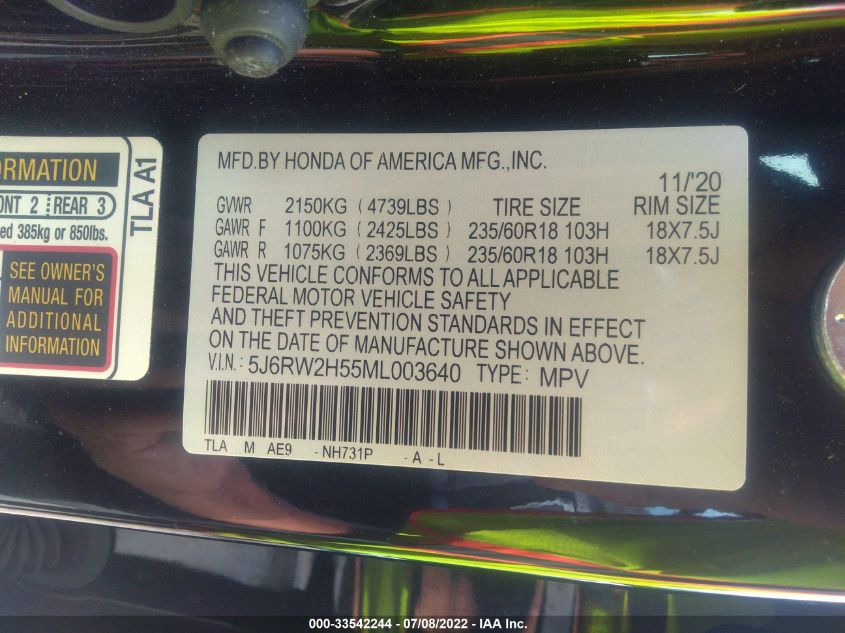 ORMATION
ONT 2 REAR 3
ed 385kg or 850lbs.
SEE OWNER'S
MANUAL FOR
ADDITIONAL
INFORMATION
TLA A1
MFD.BY HONDA OF AMERICA MFG.,INC.
11/'20
GVWR 2150KG ( 4739LBS ) TIRE SIZE RIM SIZE
GAWR F 1100KG ( 2425LBS ) 235/60R18 103H 18X7.5J
GAWR R 1075KG ( 2369LBS ) 235/60R18 103H 18X7.5J
THIS VEHICLE CONFORMS TO ALL APPLICABLE
FEDERAL MOTOR VEHICLE SAFETY
AND THEFT PREVENTION STANDARDS IN EFFECT
ON THE DATE OF MANUFACTURE SHOWN ABOVE.
V.I.N.: 5J6RW2H55ML003640 TYPE: MPV
TLA M AE9 -NH731P -A-L
000-33542244 - 07/08/2022 - IAA Inc.